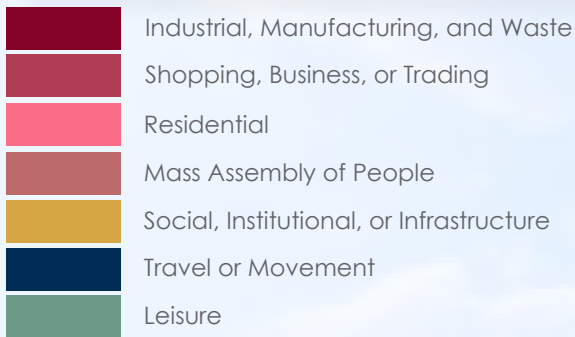 Industrial, Manufacturing, and Waste
Shopping, Business, or Trading
Residential
Mass Assembly of People
Social, Institutional, or Infrastructure
Travel or Movement
Leisure